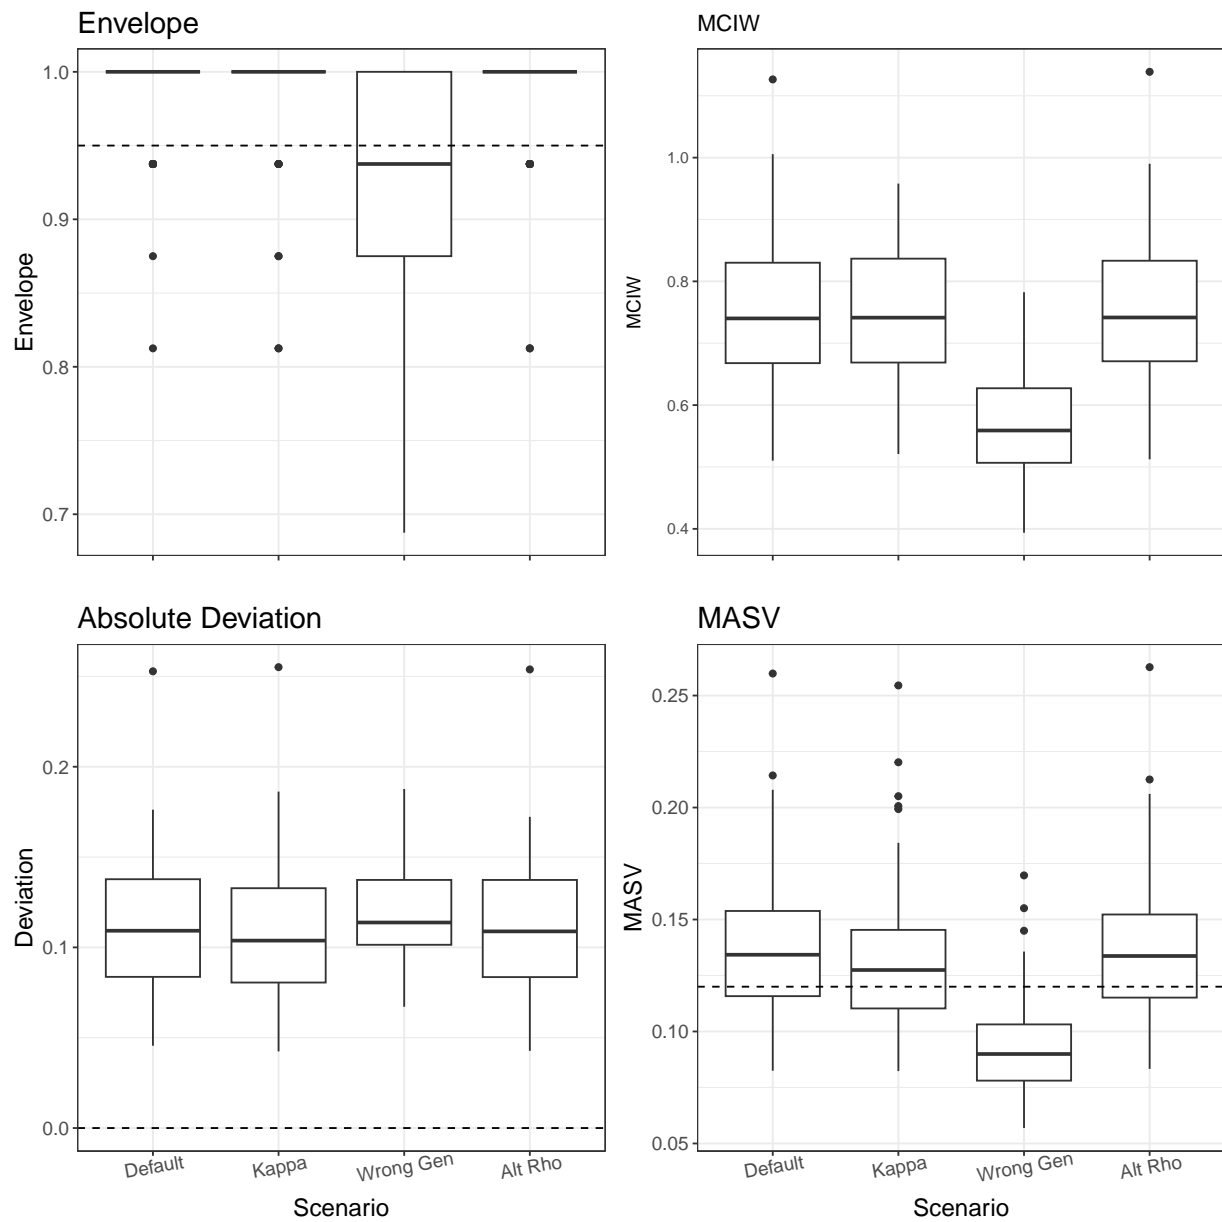 Envelope
Envelope
1.0
0.9
0.8
0.7
MCIW
MCIW
1.0
0.8
0.6
0.4
Absolute Deviation
Deviation
0.2
0.1
0.0
Default
Kappa
Wrong Gen
Alt Rho
Scenario
MASV
MASV
0.25
0.20
0.15
0.10
0.05
Default
Kappa
Wrong Gen
Alt Rho
Scenario